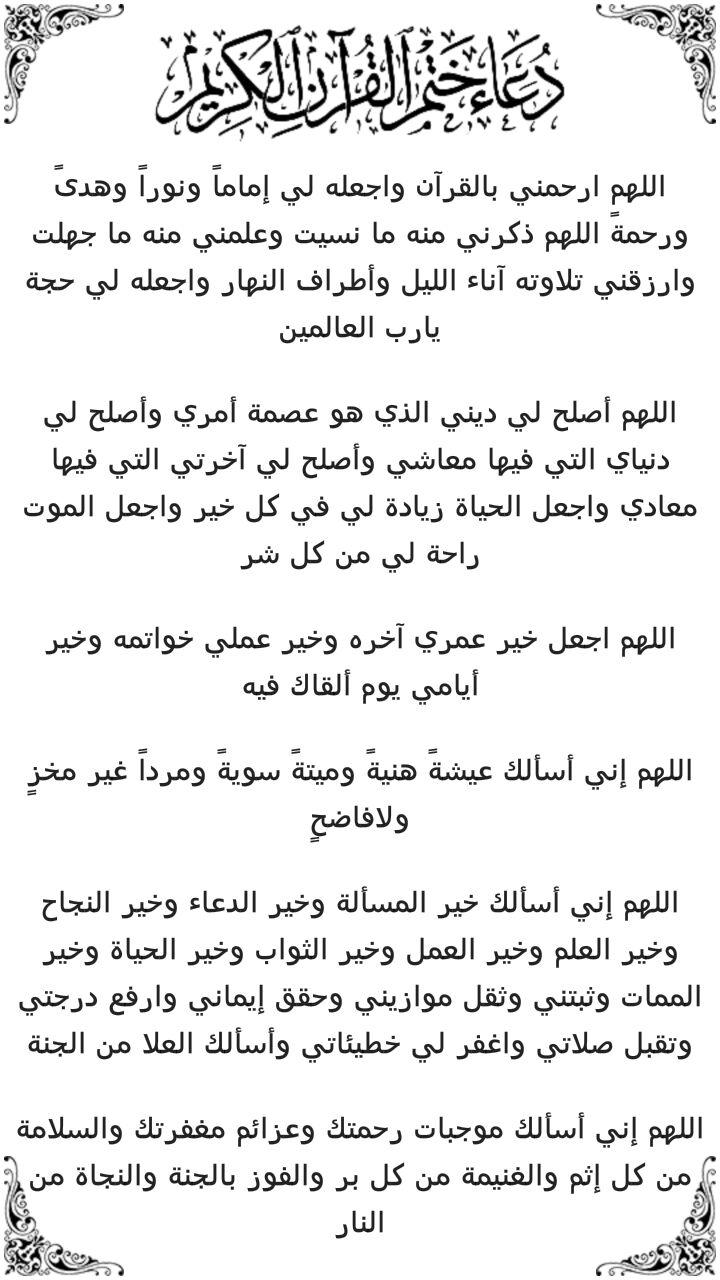 دُعَاء خَتْمِ القُرآنِ الكَرِيمِ
اللهم ارحمني بالقرآن واجعله لي إماماً ونوراً وهدىً
ورحمةً اللهم ذكرني منه ما نسيت وعلمني منه ما جهلت
وارزقني تلاوته آناء الليل وأطراف النهار واجعله لي حجة
يارب العالمين
اللهم أصلح لي ديني الذي هو عصمة أمري وأصلح لي
دنياي التي فيها معاشي وأصلح لي آخرتي التي فيها
معادي واجعل الحياة زيادة لي في كل خير واجعل الموت
راحة لي من كل شر
اللهم اجعل خير عمري آخره وخير عملي خواتمه وخير
أيامي يوم ألقاك فيه
اللهم إني أسألك عيشةً هنيةً وميتةً سويةً ومرداً غير مخزٍ
ولافاضحٍ
اللهم إني أسألك خير المسألة وخير الدعاء وخير النجاح
وخير العلم وخير العمل وخير الثواب وخير الحياة وخير
الممات وثبتني وثقل موازيني وحقق إيماني وارفع درجتي
وتقبل صلاتي واغفر لي خطيئاتي وأسألك العلا من الجنة
اللهم إني أسألك موجبات رحمتك وعزائم مغفرتك والسلامة
من كل إثم والغنيمة من كل بر والفوز بالجنة والنجاة من
النار